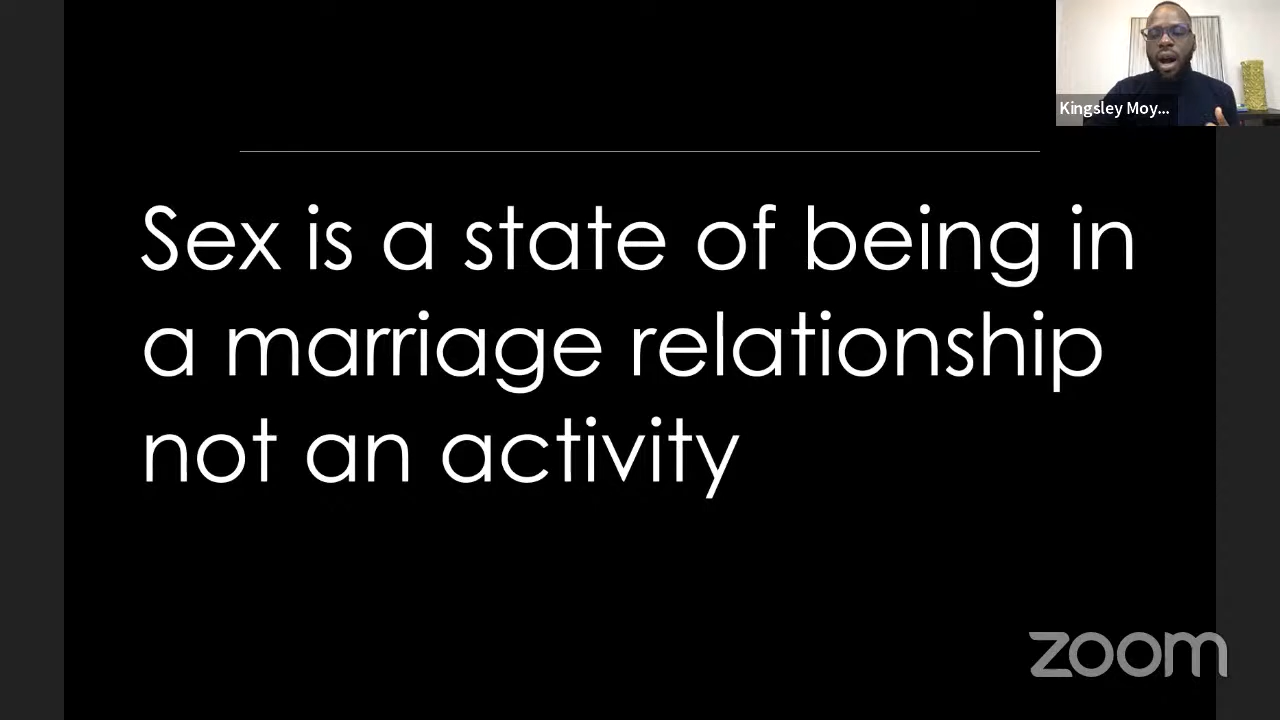 Kingsley Moy...
Sex is a state of being in
a marriage relationship
not an activity
zoom